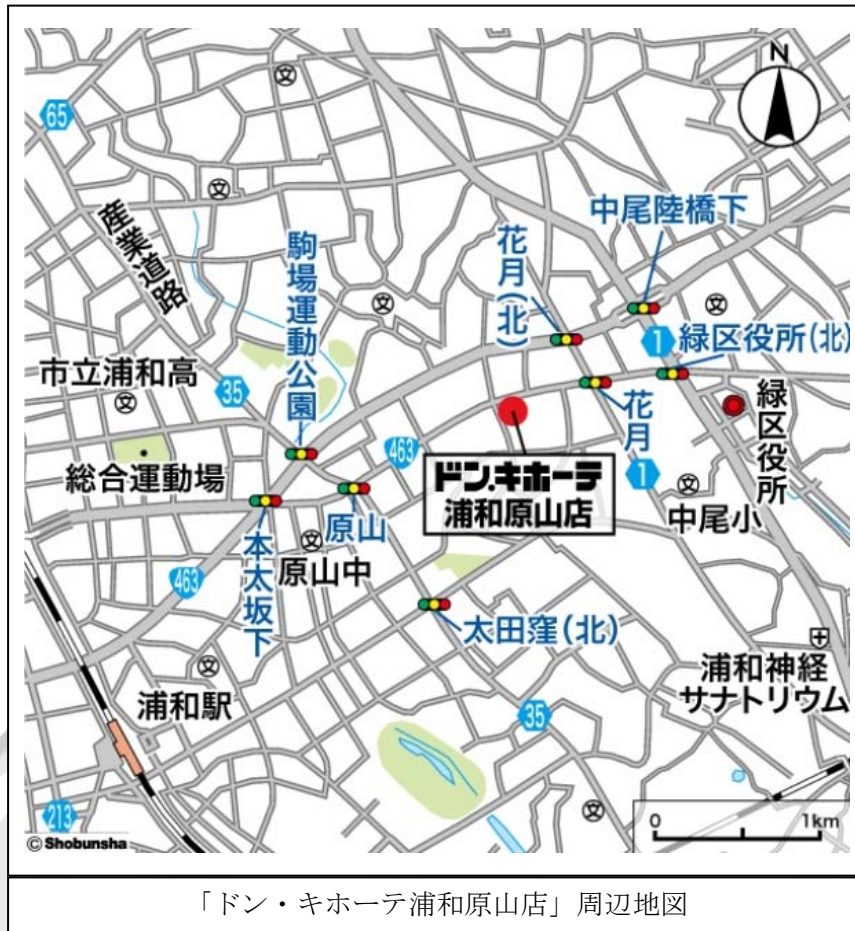 N
65
産業道路
中尾陸橋下
花月(北)
駒場運動公園
1
緑区役所(北)
市立浦和高
35
花月
緑区役所
463
総合運動場
ドン.キホーテ
浦和原山店
1
原山
中尾小
本太坂下
原山中
463
太田窪(北)
浦和駅
浦和神経
サナトリウム
35
213
0 1km
© Shobunsha
「ドン・キホーテ浦和原山店」周辺地図